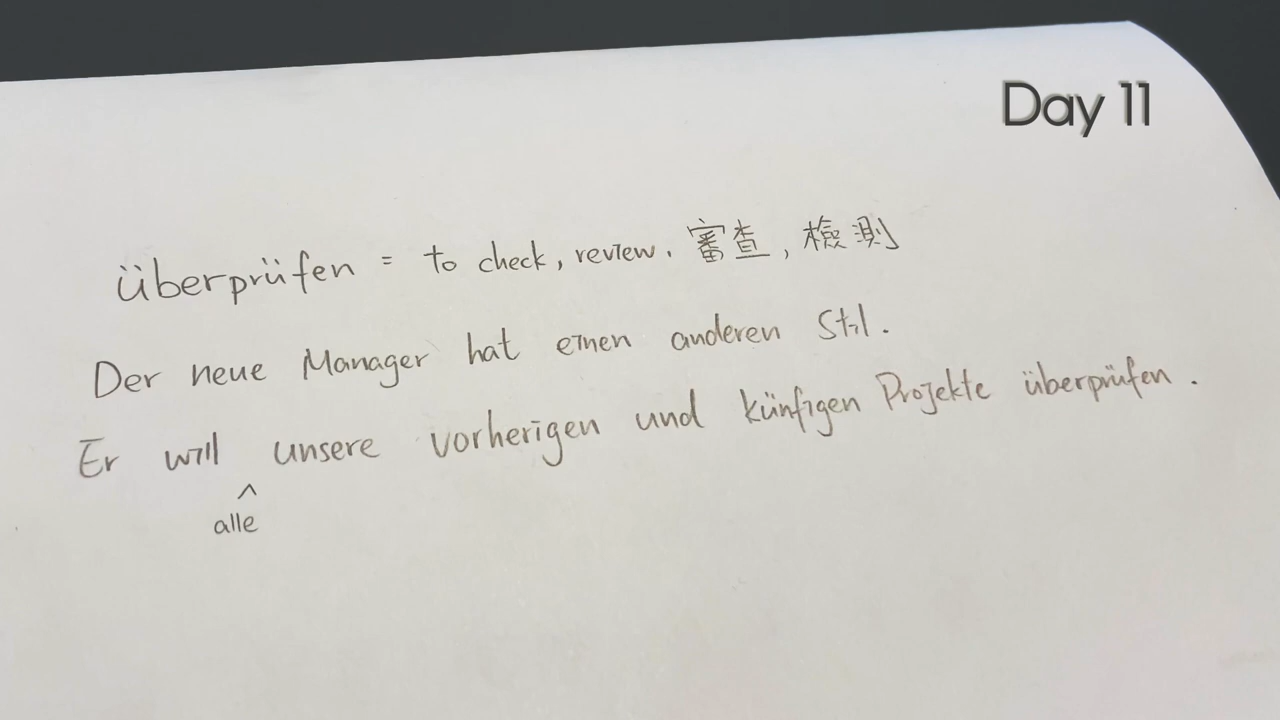 Day 11
überprüfen = to check, review. 審查, 檢測
Der neue Manager hat einen anderen Stil.
Er will unsere vorherigen und künfigen Projekte überprüfen.
^
alle